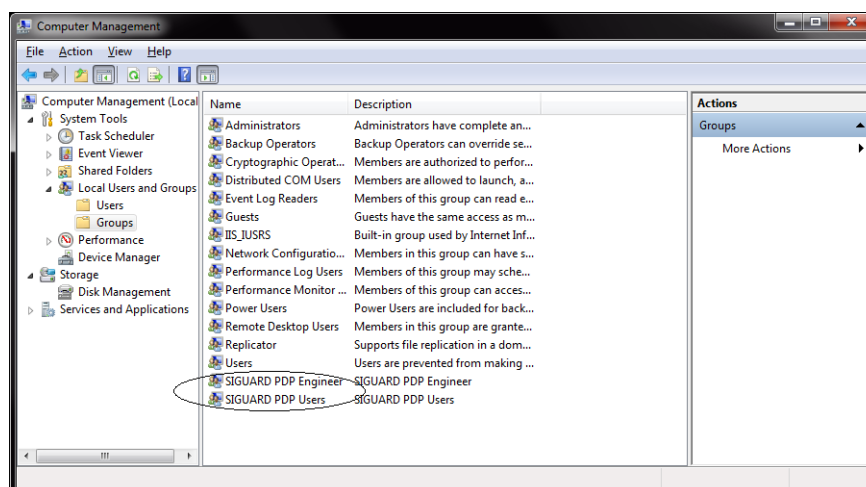 Computer Management
File Action View Help
Computer Management (Local
System Tools
Task Scheduler
Event Viewer
Shared Folders
Local Users and Groups
Users
Groups
Performance
Device Manager
Storage
Disk Management
Services and Applications
Name Description
Administrators Administrators have complete an...
Backup Operators Backup Operators can override se...
Cryptographic Operat... Members are authorized to perfor...
Distributed COM Users Members are allowed to launch, a...
Event Log Readers Members of this group can read e...
Guests Guests have the same access as m...
IIS_IUSRS Built-in group used by Internet Inf...
Network Configuratio... Members in this group can have s...
Performance Log Users Members of this group may sche...
Performance Monitor ... Members of this group can acces...
Power Users Power Users are included for back...
Remote Desktop Users Members in this group are grante...
Replicator Supports file replication in a dom...
Users Users are prevented from making ...
SIGUARD PDP Engineer SIGUARD PDP Engineer
SIGUARD PDP Users SIGUARD PDP Users
Actions
Groups
More Actions